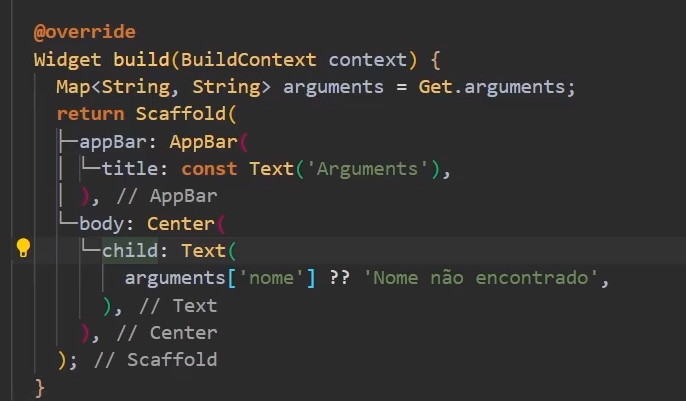 @override
Widget build(BuildContext context) {
Map<String, String> arguments = Get.arguments;
return Scaffold(
appBar: AppBar(
title: const Text('Arguments'),
), // AppBar
body: Center(
child: Text(
arguments['nome'] ?? 'Nome não encontrado',
), // Text
), // Center
); // Scaffold
}